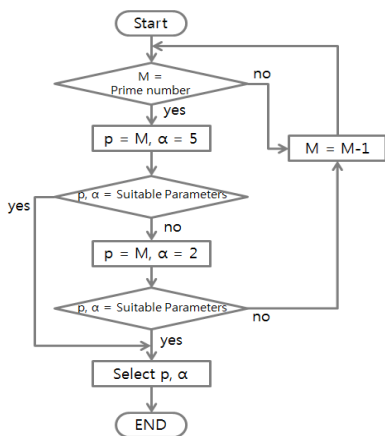 Start
M =
Prime number
no
yes
p = M, α = 5
M = M-1
p, α = Suitable Parameters
yes
no
p = M, α = 2
p, α = Suitable Parameters
no
yes
Select p, α
END